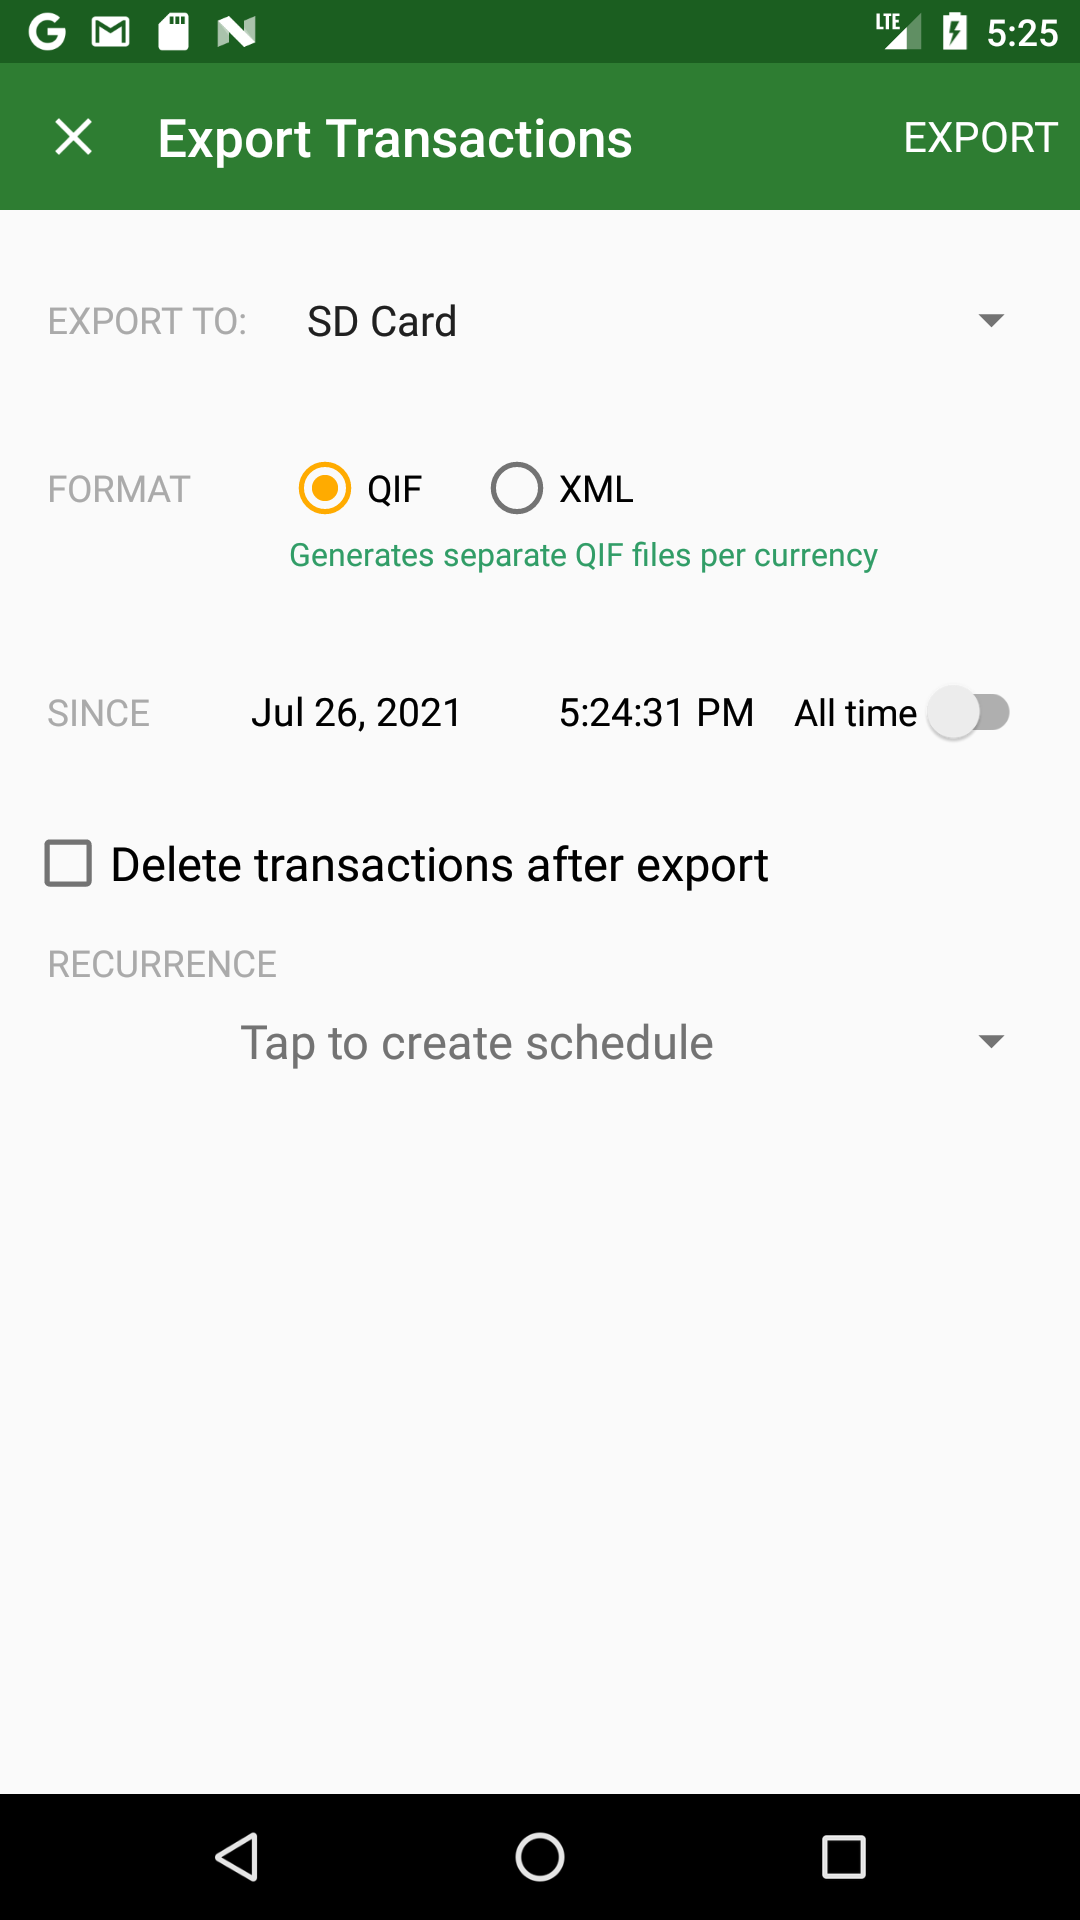 LTE 5:25
Export Transactions EXPORT
EXPORT TO: SD Card
FORMAT QIF XML
Generates separate QIF files per currency
SINCE Jul 26, 2021 5:24:31 PM All time
Delete transactions after export
RECURRENCE
Tap to create schedule